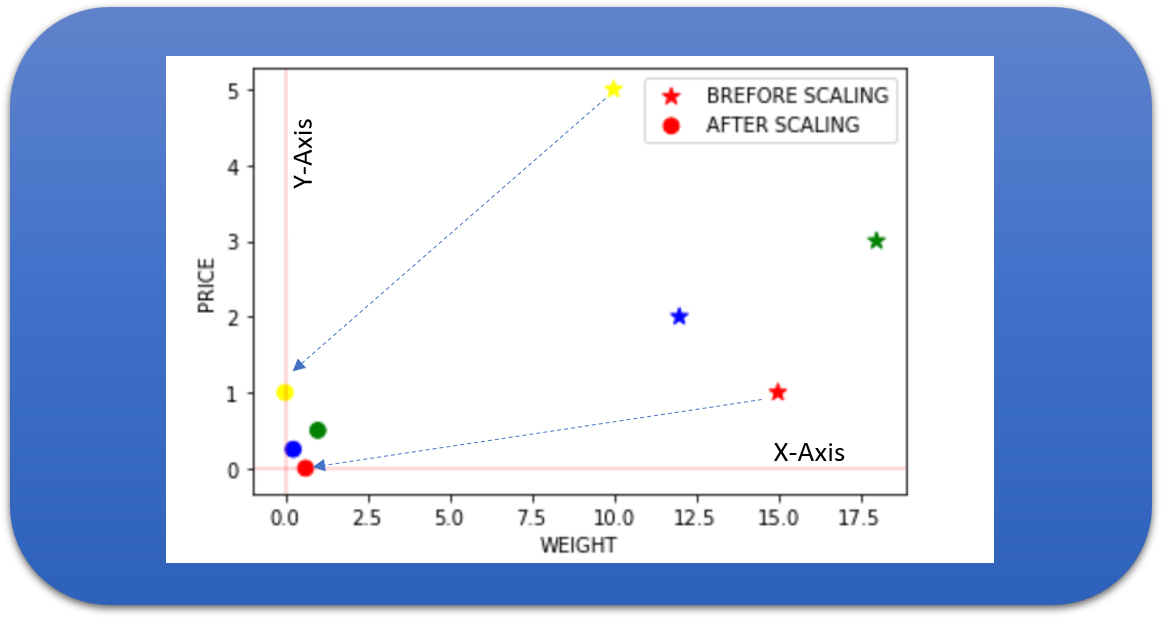 BREFORE SCALING
AFTER SCALING
Y-Axis
X-Axis
PRICE
5
4
3
2
1
0
0.0 2.5 5.0 7.5 10.0 12.5 15.0 17.5
WEIGHT